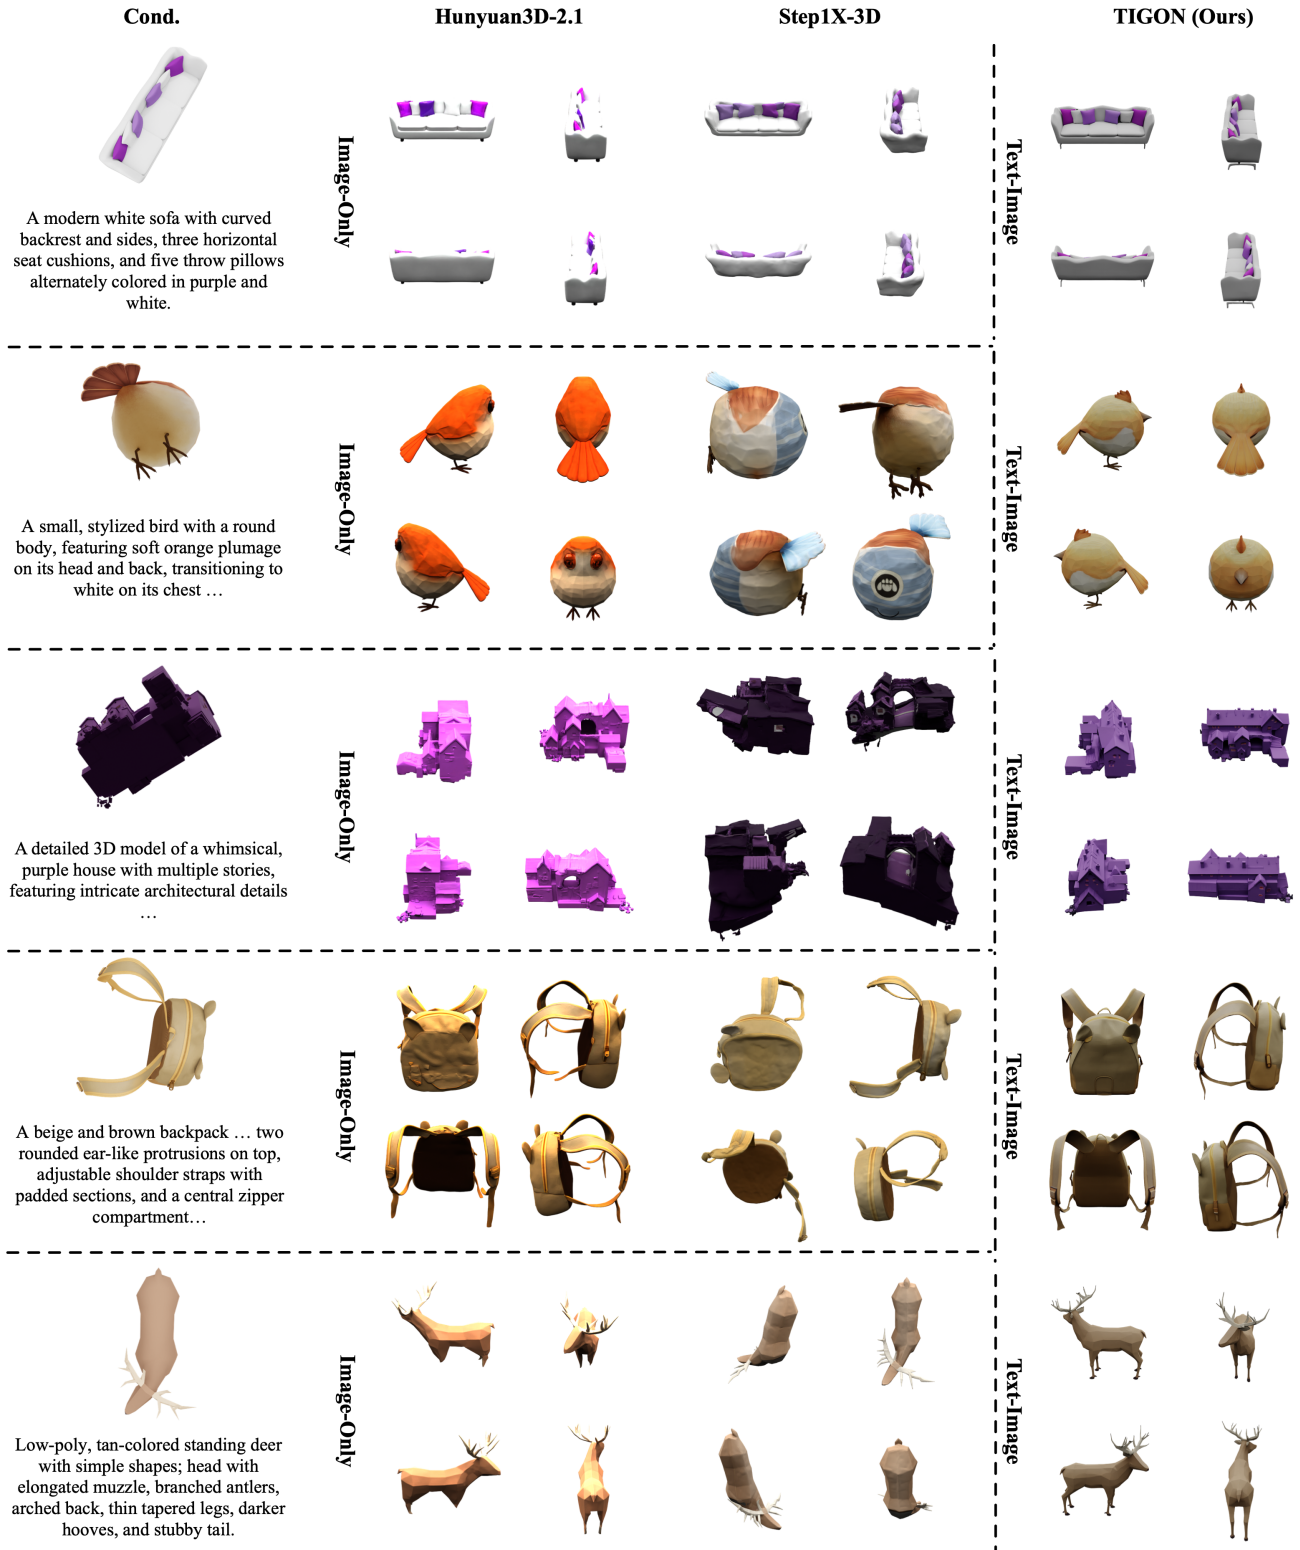 Cond.
Hunyuan3D-2.1
Step1X-3D
TIGON (Ours)
Image-Only
Text-Image
A modern white sofa with curved
backrest and sides, three horizontal
seat cushions, and five throw pillows
alternately colored in purple and
white.
Image-Only
Text-Image
A small, stylized bird with a round
body, featuring soft orange plumage
on its head and back, transitioning to
white on its chest …
Image-Only
Text-Image
A detailed 3D model of a whimsical,
purple house with multiple stories,
featuring intricate architectural details
…
Image-Only
Text-Image
A beige and brown backpack … two
rounded ear-like protrusions on top,
adjustable shoulder straps with
padded sections, and a central zipper
compartment…
Image-Only
Text-Image
Low-poly, tan-colored standing deer
with simple shapes; head with
elongated muzzle, branched antlers,
arched back, thin tapered legs, darker
hooves, and stubby tail.